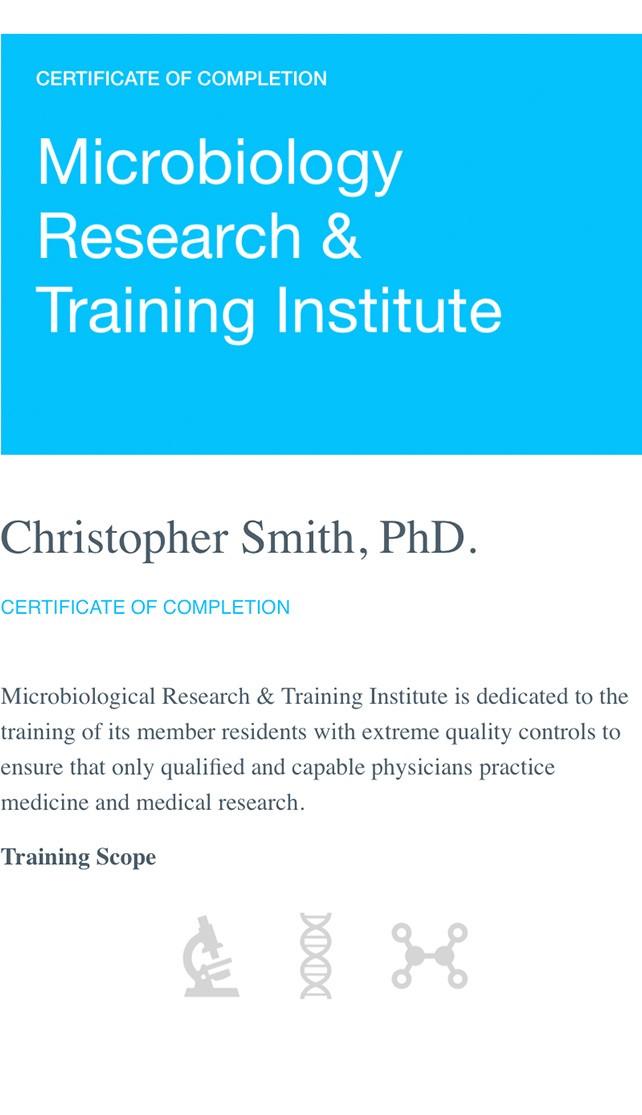 CERTIFICATE OF COMPLETION
Microbiology
Research &
Training Institute
Christopher Smith, PhD.
CERTIFICATE OF COMPLETION
Microbiological Research & Training Institute is dedicated to the
training of its member residents with extreme quality controls to
ensure that only qualified and capable physicians practice
medicine and medical research.
Training Scope